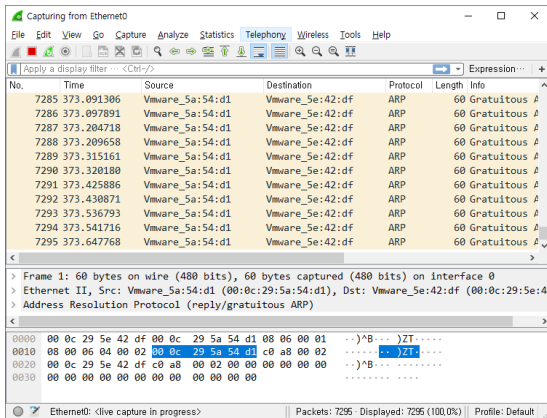 Capturing from Ethernet0
File Edit View Go Capture Analyze Statistics Telephony Wireless Tools Help
Apply a display filter ··· <Ctrl-/> Expression··· +
No. Time Source Destination Protocol Length Info
7285 373.091306 Vmware_5a:54:d1 Vmware_5e:42:df ARP 60 Gratuitous A
7286 373.097891 Vmware_5a:54:d1 Vmware_5e:42:df ARP 60 Gratuitous A
7287 373.204718 Vmware_5a:54:d1 Vmware_5e:42:df ARP 60 Gratuitous A
7288 373.209658 Vmware_5a:54:d1 Vmware_5e:42:df ARP 60 Gratuitous A
7289 373.315161 Vmware_5a:54:d1 Vmware_5e:42:df ARP 60 Gratuitous A
7290 373.320180 Vmware_5a:54:d1 Vmware_5e:42:df ARP 60 Gratuitous A
7291 373.425886 Vmware_5a:54:d1 Vmware_5e:42:df ARP 60 Gratuitous A
7292 373.430871 Vmware_5a:54:d1 Vmware_5e:42:df ARP 60 Gratuitous A
7293 373.536793 Vmware_5a:54:d1 Vmware_5e:42:df ARP 60 Gratuitous A
7294 373.541716 Vmware_5a:54:d1 Vmware_5e:42:df ARP 60 Gratuitous A
7295 373.647768 Vmware_5a:54:d1 Vmware_5e:42:df ARP 60 Gratuitous A
> Frame 1: 60 bytes on wire (480 bits), 60 bytes captured (480 bits) on interface 0
> Ethernet II, Src: Vmware_5a:54:d1 (00:0c:29:5a:54:d1), Dst: Vmware_5e:42:df (00:0c:29:5e:4
> Address Resolution Protocol (reply/gratuitous ARP)
0000 00 0c 29 5e 42 df 00 0c 29 5a 54 d1 08 06 00 01 ··)^B··· )ZT·····
0010 08 00 06 04 00 02 00 0c 29 5a 54 d1 c0 a8 00 02 ········ )ZT·····
0020 00 0c 29 5e 42 df c0 a8 00 02 00 00 00 00 00 00 ··)^B··· ········
0030 00 00 00 00 00 00 00 00 00 00 00 00 ········ ····
Ethernet0: <live capture in progress> Packets: 7295 · Displayed: 7295 (100,0%) Profile: Default